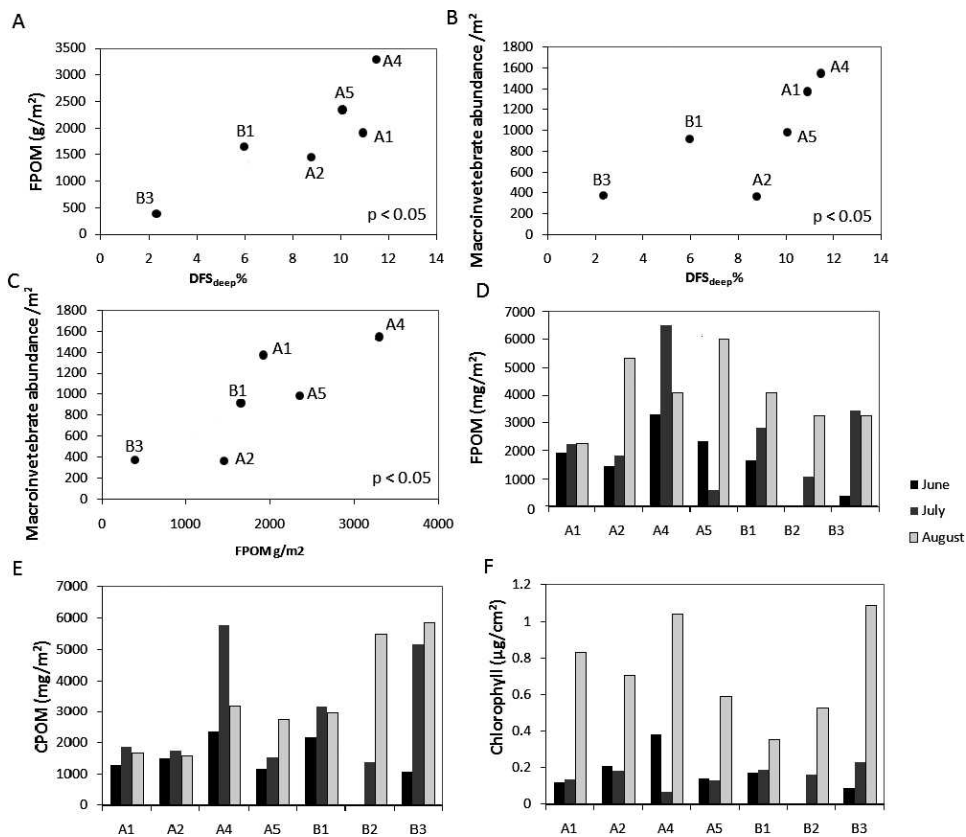 A
FPOM (g/m²)
3500
3000
2500
2000
1500
1000
500
0
0 2 4 6 8 10 12 14
DFSdeep%
B3
B1
A2
A5
A1
A4
p < 0.05
B
Macroinvetebrate abundance /m²
1800
1600
1400
1200
1000
800
600
400
200
0
0 2 4 6 8 10 12 14
DFSdeep%
B3
B1
A2
A5
A1
A4
p < 0.05
C
Macroinvetebrate abundance /m²
1800
1600
1400
1200
1000
800
600
400
200
0
0 1000 2000 3000 4000
FPOM g/m2
B3
A2
B1
A1
A5
A4
p < 0.05
D
FPOM (mg/m²)
7000
6000
5000
4000
3000
2000
1000
0
A1 A2 A4 A5 B1 B2 B3
June
July
August
E
CPOM (mg/m²)
7000
6000
5000
4000
3000
2000
1000
0
A1 A2 A4 A5 B1 B2 B3
F
Chlorophyll (µg/cm²)
1.2
1
0.8
0.6
0.4
0.2
0
A1 A2 A4 A5 B1 B2 B3